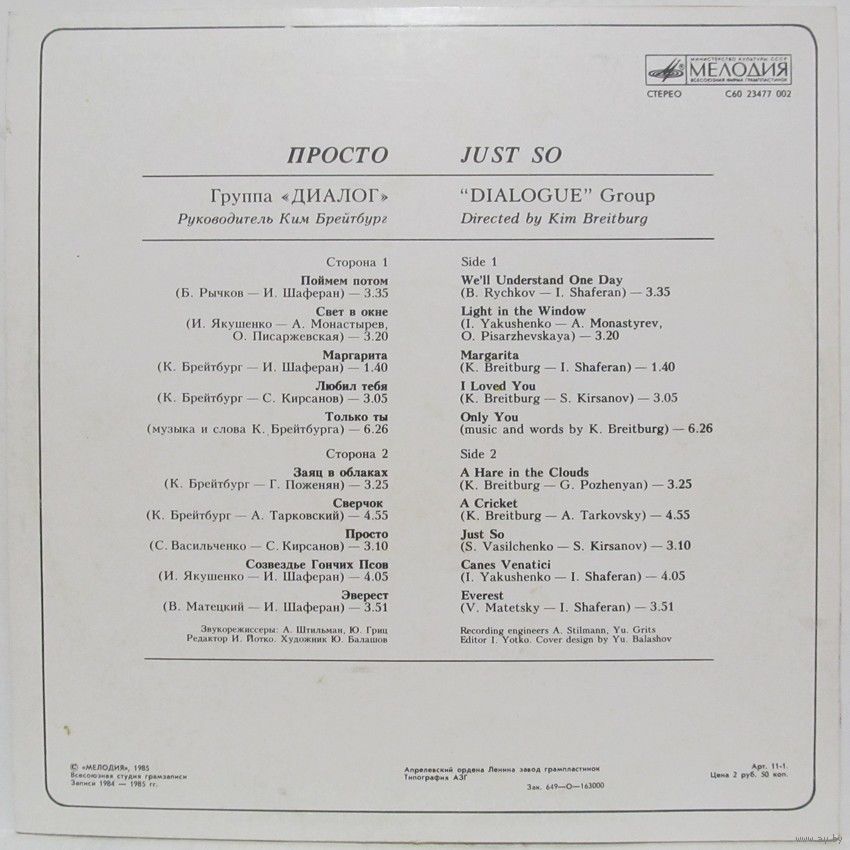 МИНИСТЕРСТВО КУЛЬТУРЫ СССР
МЕЛОДИЯ
ВСЕСОЮЗНАЯ ФИРМА ГРАМПЛАСТИНОК
СТЕРЕО С60 23477 002
ПРОСТО
Группа «ДИАЛОГ»
Руководитель Ким Брейтбург
Сторона 1
Поймем потом
(Б. Рычков — И. Шаферан) — 3.35
Свет в окне
(И. Якушенко — А. Монастырев,
О. Писаржевская) — 3.20
Маргарита
(К. Брейтбург — И. Шаферан) — 1.40
Любил тебя
(К. Брейтбург — С. Кирсанов) — 3.05
Только ты
(музыка и слова К. Брейтбурга) — 6.26
Сторона 2
Заяц в облаках
(К. Брейтбург — Г. Поженян) — 3.25
Сверчок
(К. Брейтбург — А. Тарковский) — 4.55
Просто
(С. Васильченко — С. Кирсанов) — 3.10
Созвездье Гончих Псов
(И. Якушенко — И. Шаферан) — 4.05
Эверест
(В. Матецкий — И. Шаферан) — 3.51
Звукорежиссеры: А. Штильман, Ю. Гриц
Редактор И. Йотко. Художник Ю. Балашов
JUST SO
“DIALOGUE” Group
Directed by Kim Breitburg
Side 1
We'll Understand One Day
(B. Rychkov — I. Shaferan) — 3.35
Light in the Window
(I. Yakushenko — A. Monastyrev,
O. Pisarzhevskaya) — 3.20
Margarita
(K. Breitburg — I. Shaferan) — 1.40
I Loved You
(K. Breitburg — S. Kirsanov) — 3.05
Only You
(music and words by K. Breitburg) — 6.26
Side 2
A Hare in the Clouds
(K. Breitburg — G. Pozhenyan) — 3.25
A Cricket
(K. Breitburg — A. Tarkovsky) — 4.55
Just So
(S. Vasilchenko — S. Kirsanov) — 3.10
Canes Venatici
(I. Yakushenko — I. Shaferan) — 4.05
Everest
(V. Matetsky — I. Shaferan) — 3.51
Recording engineers A. Stilmann, Yu. Grits
Editor I. Yotko. Cover design by Yu. Balashov
© «МЕЛОДИЯ», 1985
Всесоюзная студия грамзаписи
Записи 1984 — 1985 гг.
Апрелевский ордена Ленина завод грампластинок
Типография АЗГ
Зак. 649—О—163000
Арт. 11-1.
Цена 2 руб. 50 коп.
www.ay.by